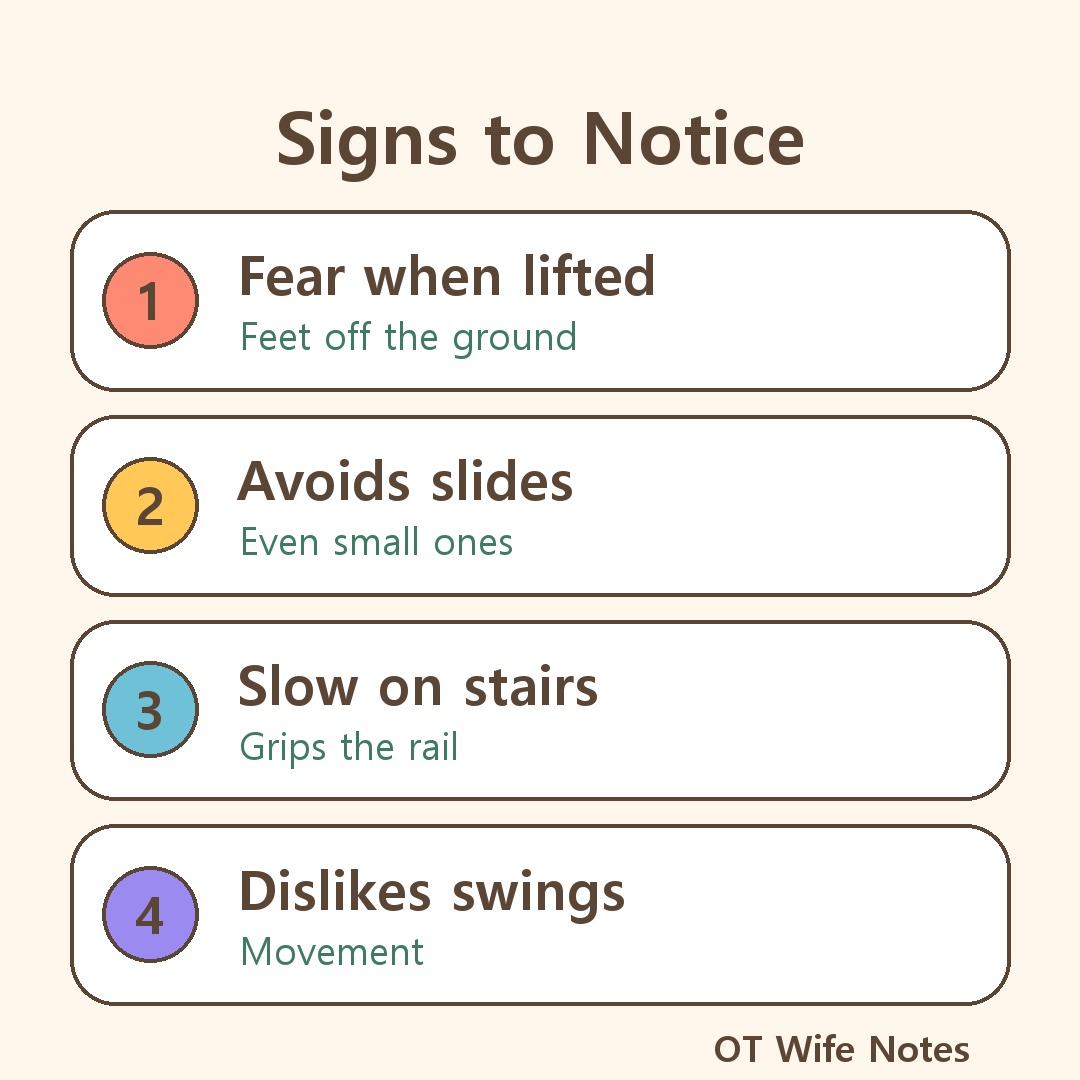 Signs to Notice
1
Fear when lifted
Feet off the ground
2
Avoids slides
Even small ones
3
Slow on stairs
Grips the rail
4
Dislikes swings
Movement
OT Wife Notes